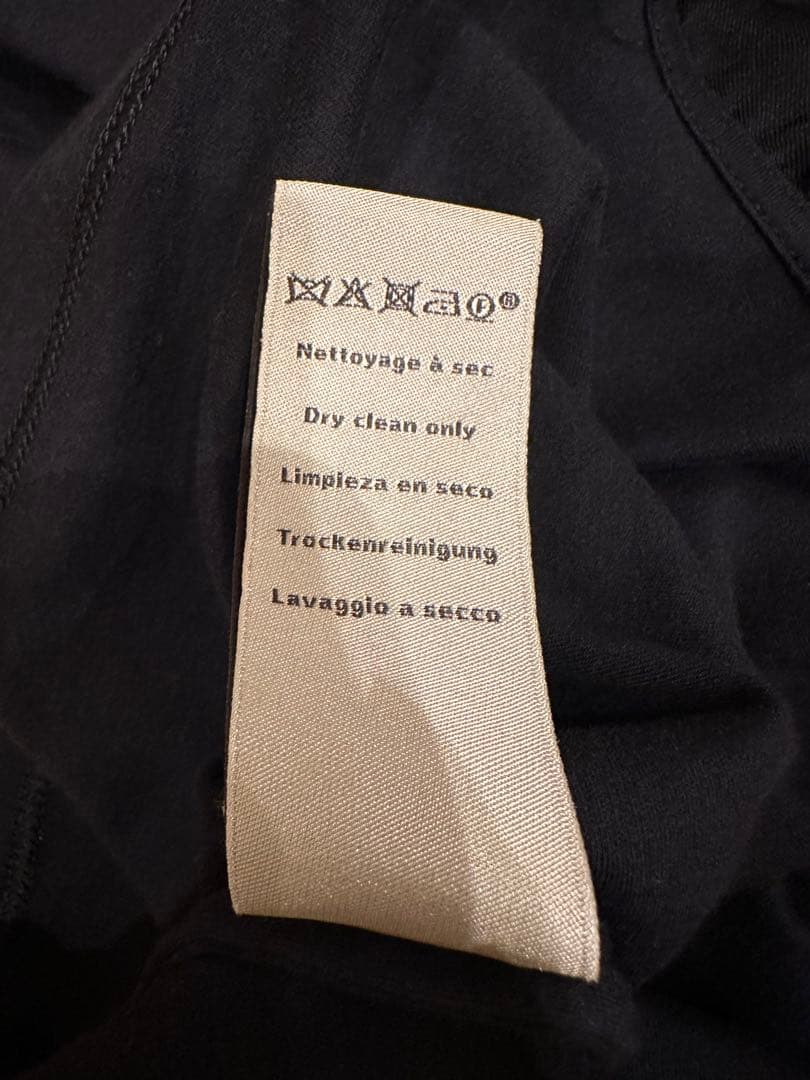 Nettoyage à sec
Dry clean only
Limpieza en seco
Trockenreinigung
Lavaggio a secco